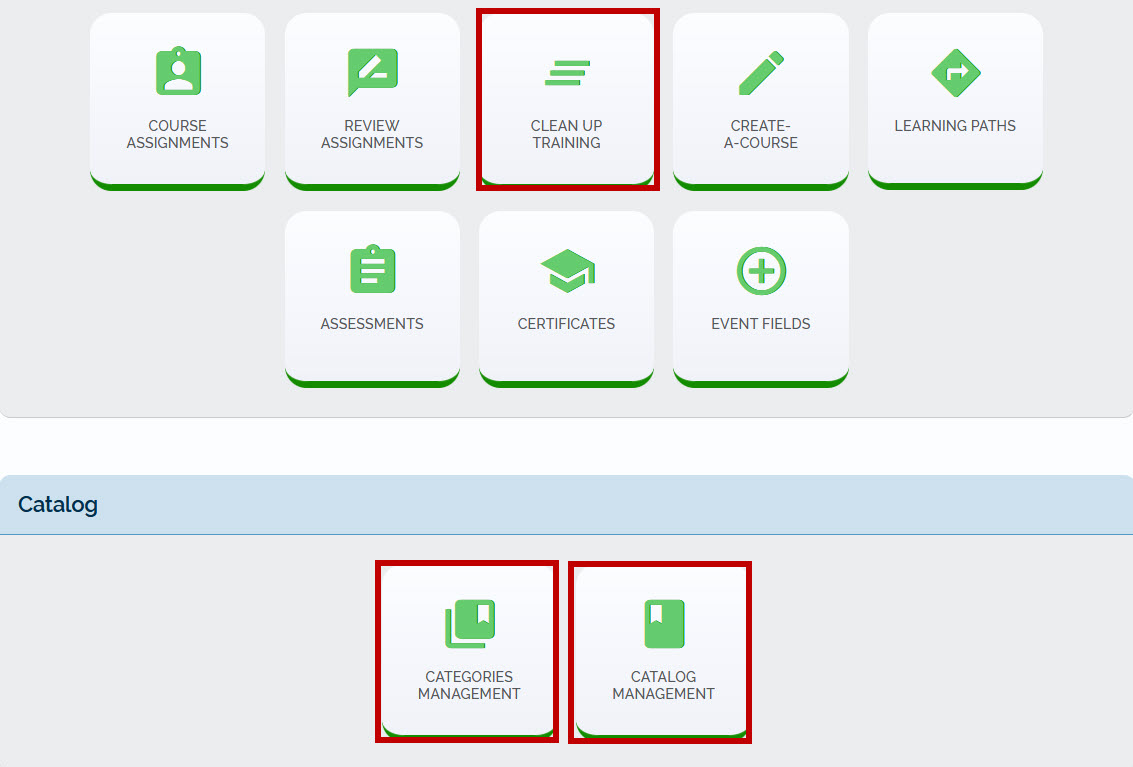 COURSE
ASSIGNMENTS
REVIEW
ASSIGNMENTS
CLEAN UP
TRAINING
CREATE-
A-COURSE
LEARNING PATHS
ASSESSMENTS
CERTIFICATES
EVENT FIELDS
Catalog
CATEGORIES
MANAGEMENT
CATALOG
MANAGEMENT